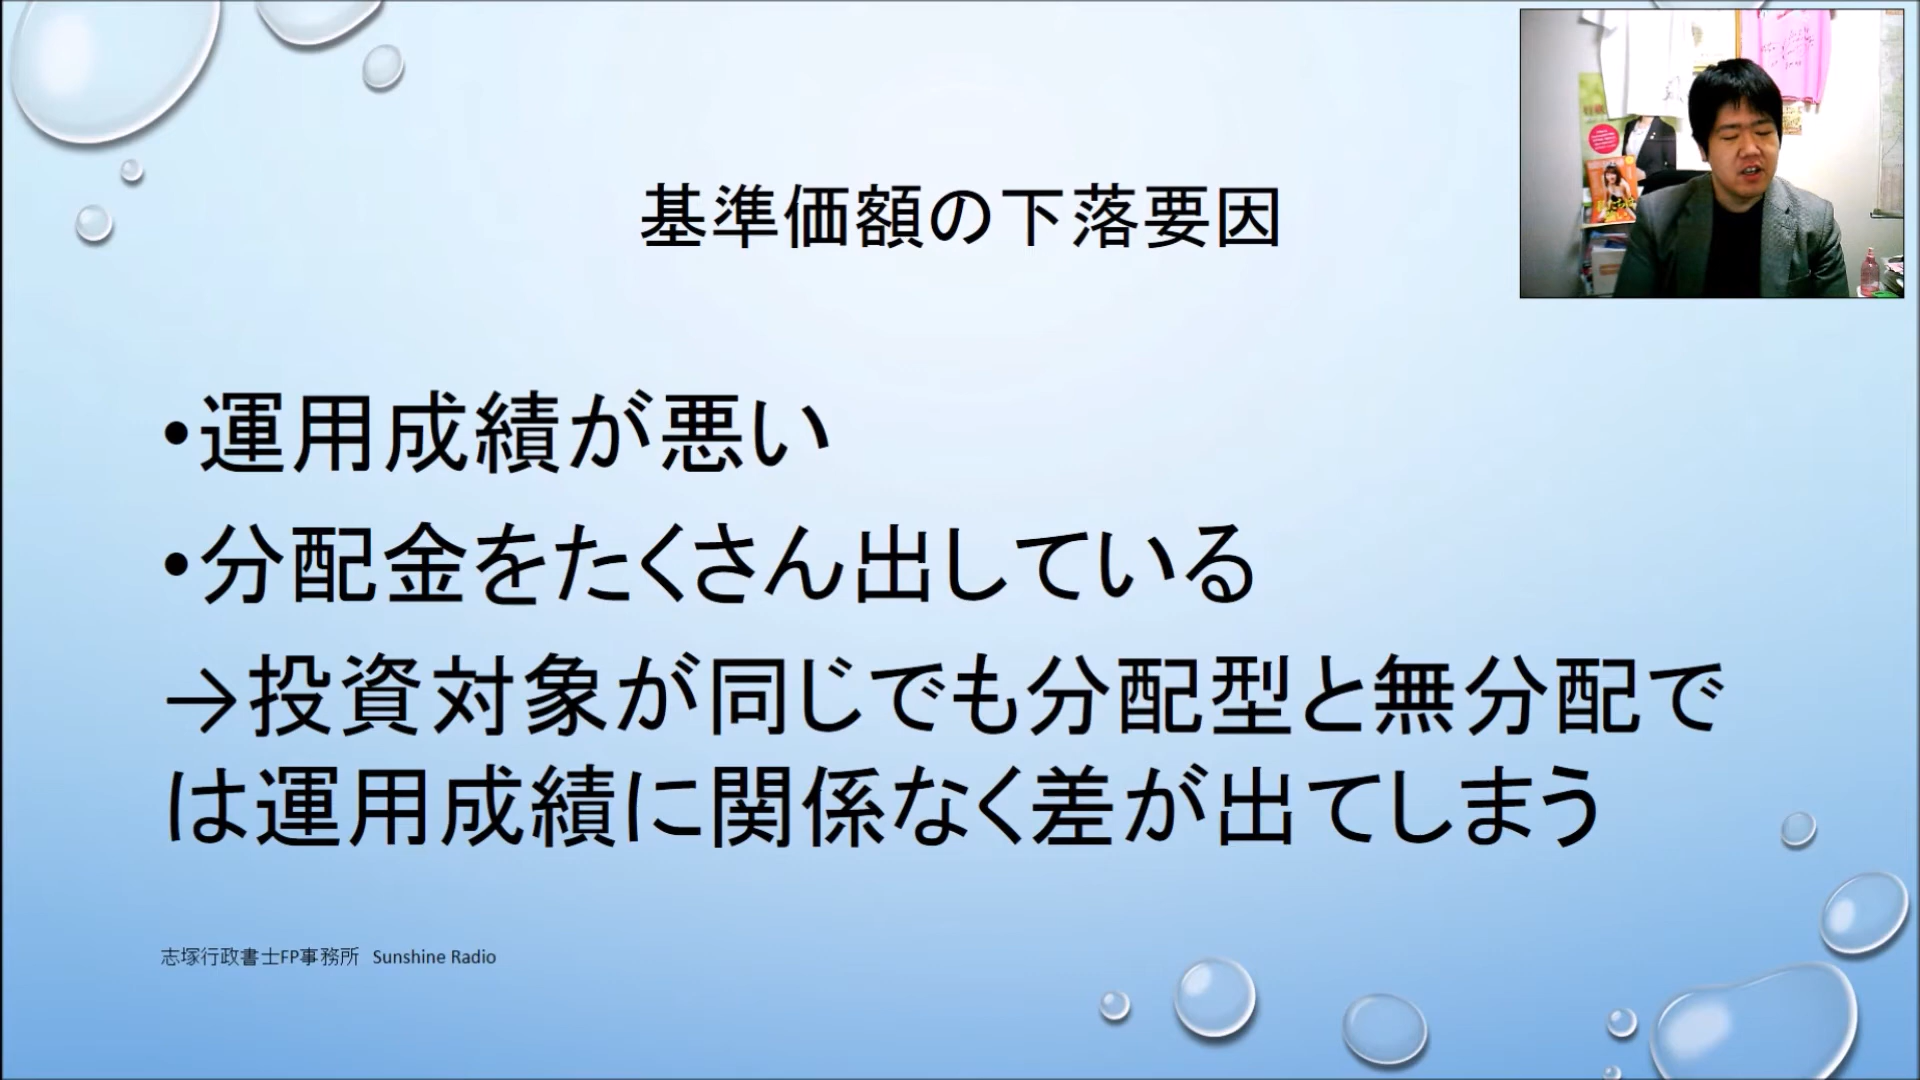 基準価額の下落要因
•運用成績が悪い
•分配金をたくさん出している
→投資対象が同じでも分配型と無分配で
は運用成績に関係なく差が出てしまう
志塚行政書士FP事務所 Sunshine Radio